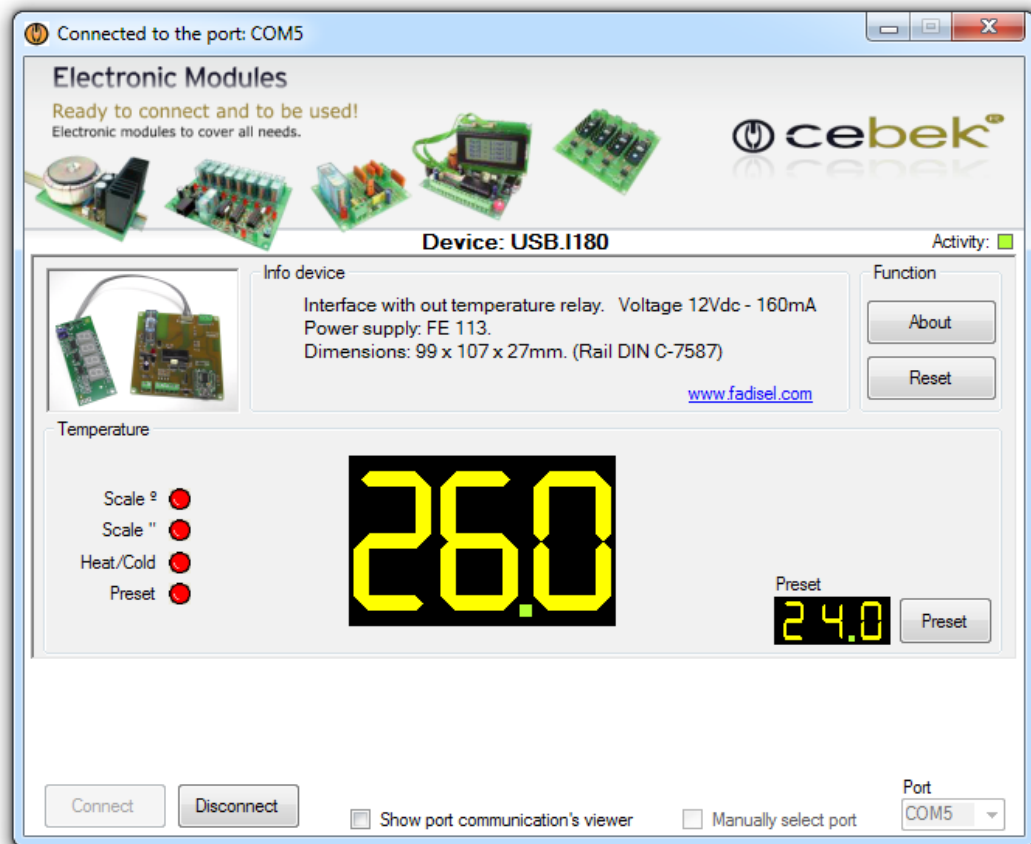 Connected to the port: COM5
Electronic Modules
Ready to connect and to be used!
Electronic modules to cover all needs.
cebek
Device: USB.I180
Activity:
Info device
Interface with out temperature relay. Voltage 12Vdc - 160mA
Power supply: FE 113.
Dimensions: 99 x 107 x 27mm. (Rail DIN C-7587)
www.fadisel.com
Function
About
Reset
Temperature
Scale º
Scale "
Heat/Cold
Preset
26.0
Preset
24.0
Preset
Connect
Disconnect
Show port communication's viewer
Manually select port
Port
COM5